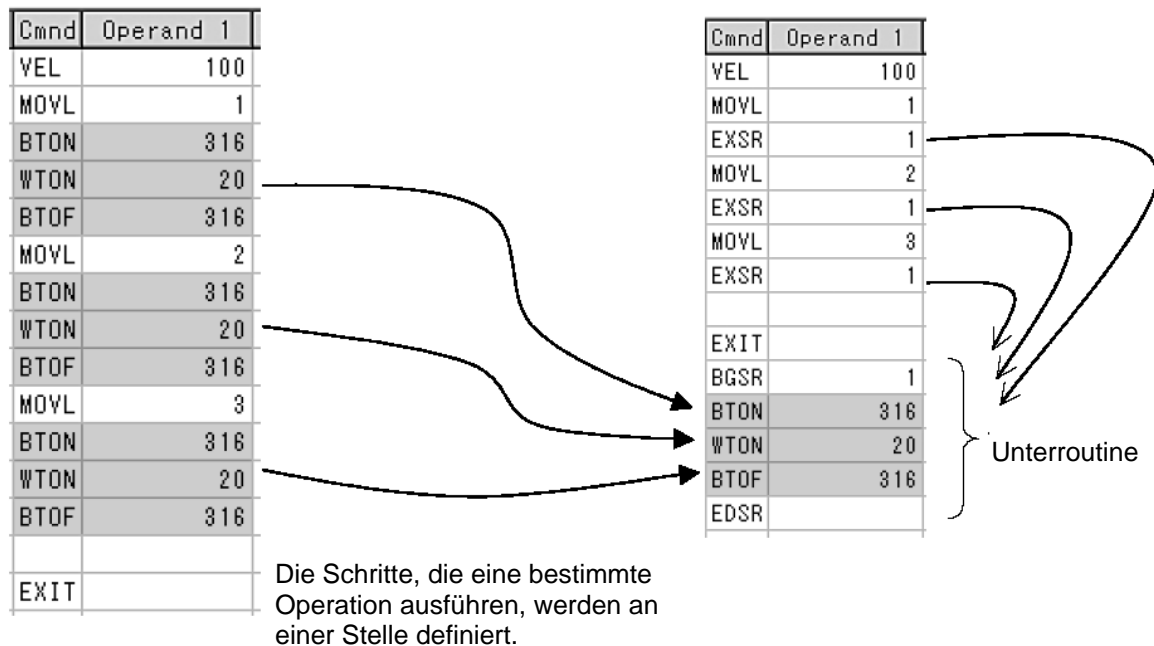 Cmnd Operand 1
VEL 100
MOVL 1
BTON 316
WTON 20
BTOF 316
MOVL 2
BTON 316
WTON 20
BTOF 316
MOVL 3
BTON 316
WTON 20
BTOF 316
EXIT
Die Schritte, die eine bestimmte
Operation ausführen, werden an
einer Stelle definiert.
Cmnd Operand 1
VEL 100
MOVL 1
EXSR 1
MOVL 2
EXSR 1
MOVL 3
EXSR 1
EXIT
BGSR 1
BTON 316
WTON 20
BTOF 316
EDSR
Unterroutine